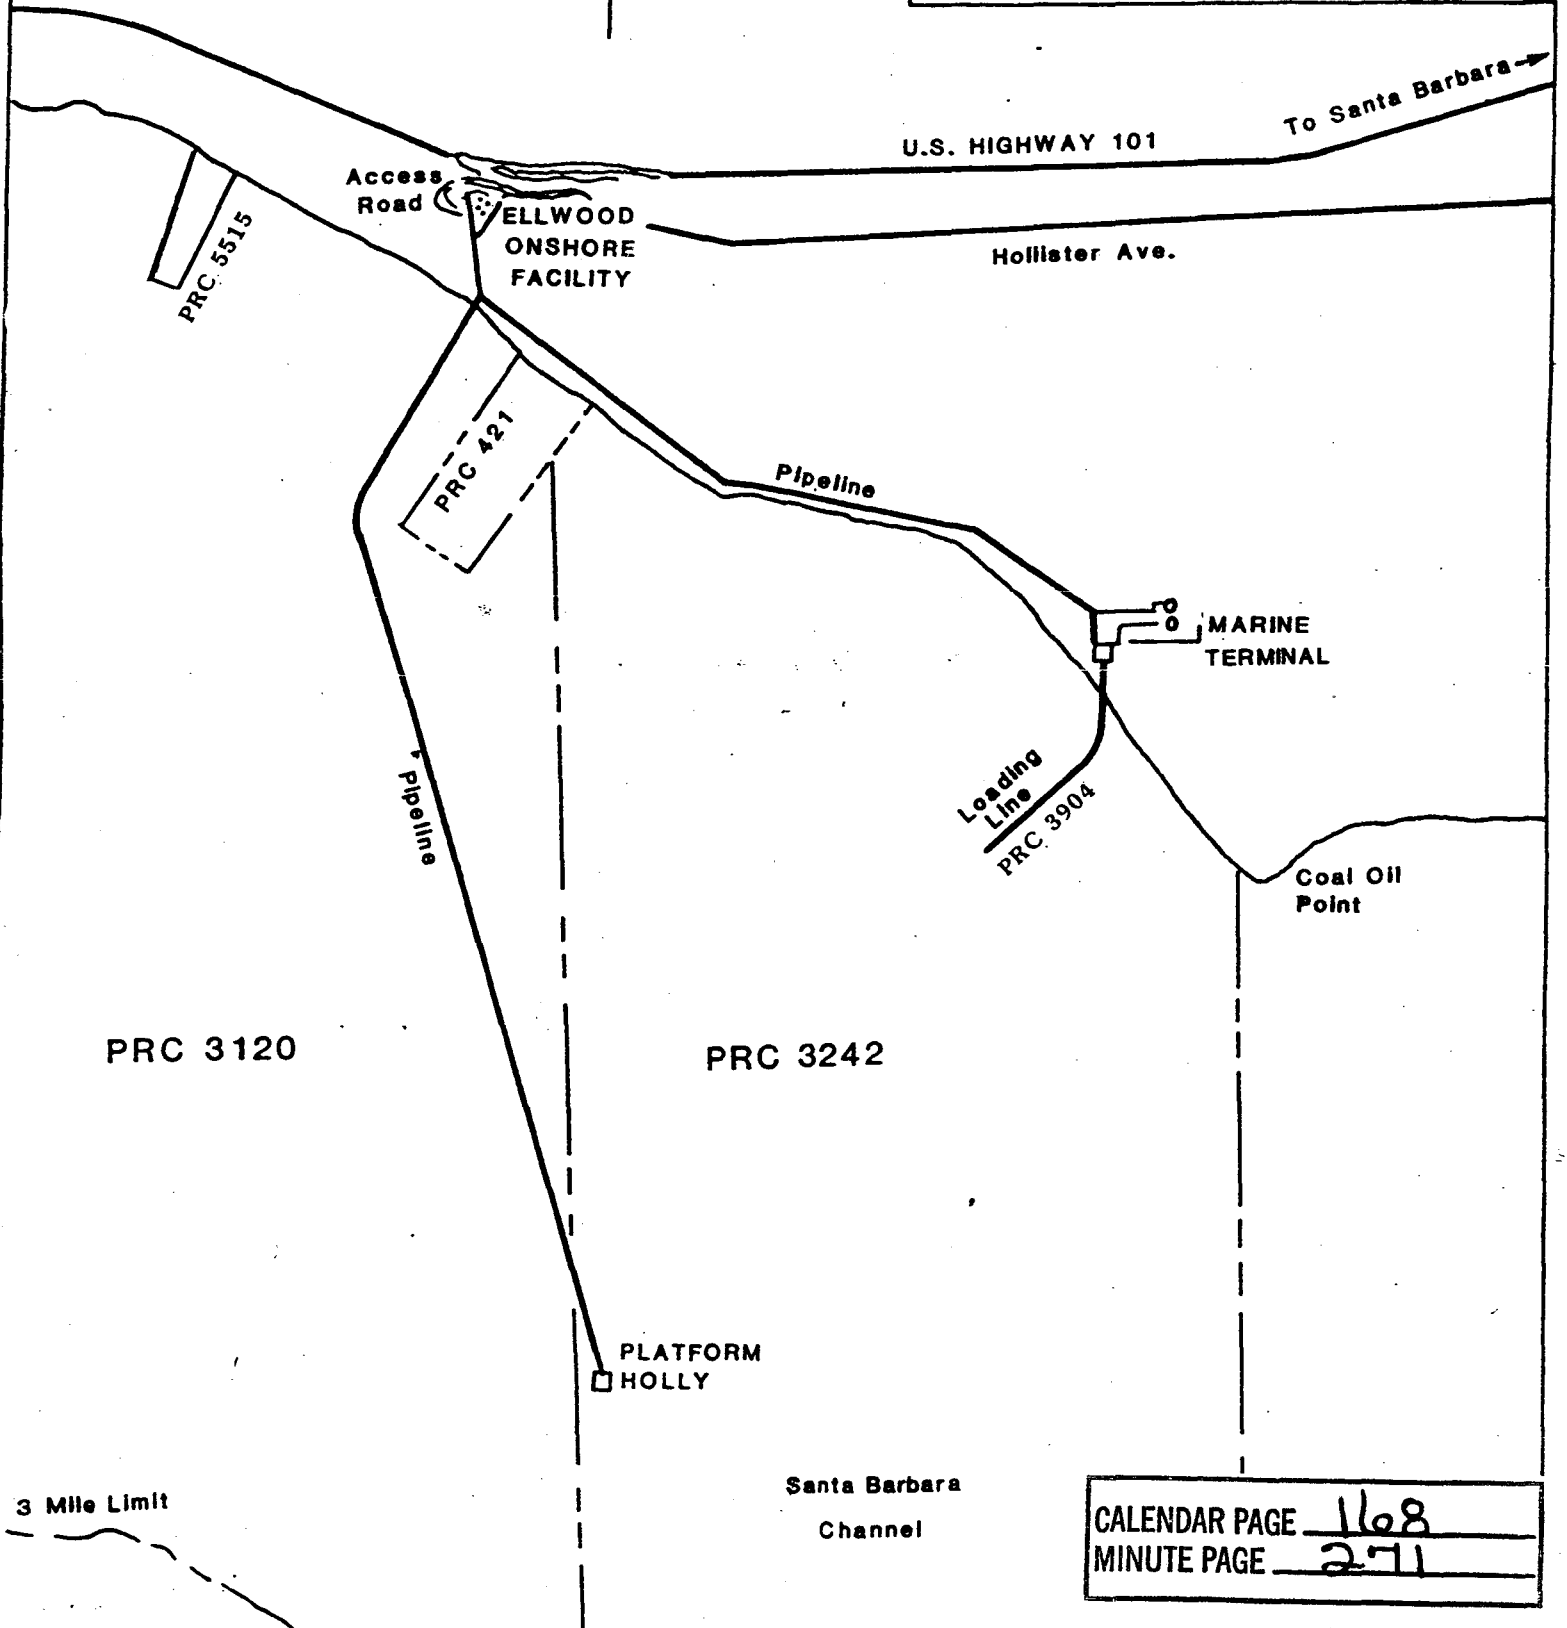 To Santa Barbara
U.S. HIGHWAY 101
Access
Road
ELLWOOD
ONSHORE
FACILITY
Hollister Ave.
PRC 5515
PRC 421
Pipeline
MARINE
TERMINAL
Loading
Line
PRC 3904
Pipeline
Coal Oil
Point
PRC 3120
PRC 3242
PLATFORM
HOLLY
Santa Barbara
Channel
3 Mile Limit
CALENDAR PAGE 168
MINUTE PAGE 271